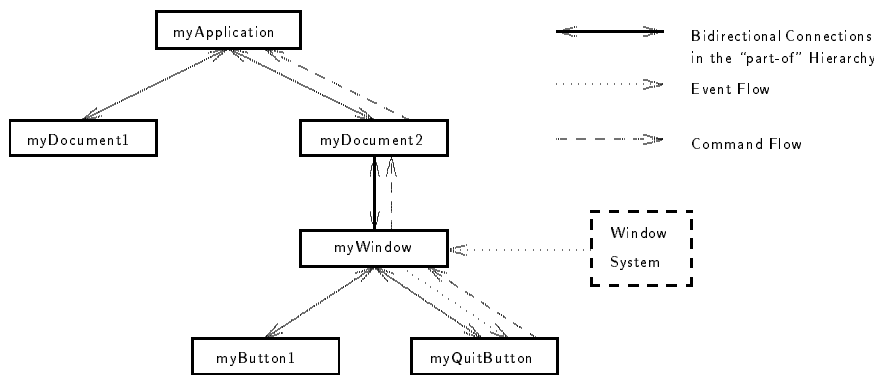 myApplication
Bidirectional Connections
in the “part-of” Hierarchy
Event Flow
myDocument1
myDocument2
Command Flow
myWindow
Window
System
myButton1
myQuitButton